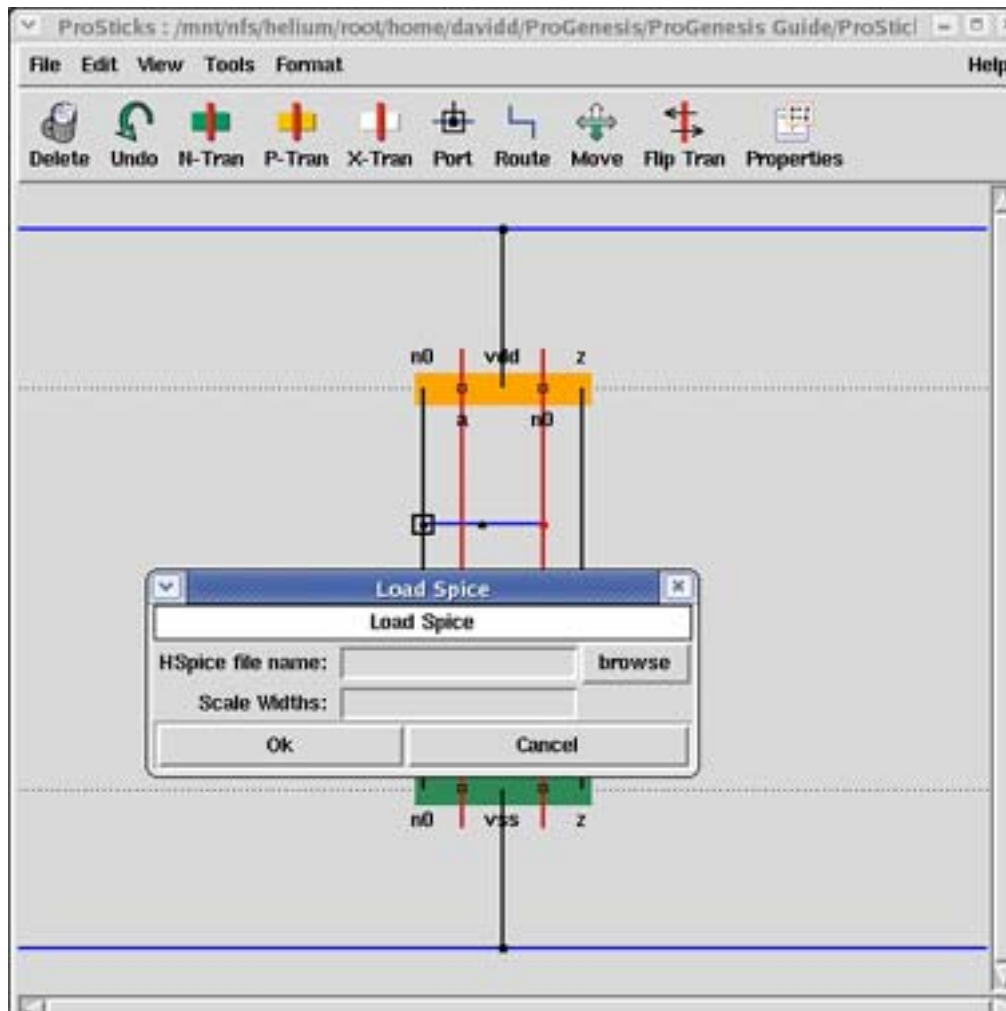 ProSticks : /mnt/nfs/helium/root/home/davidd/ProGenesis/ProGenesis Guide/ProStic
File Edit View Tools Format Help
Delete Undo N-Tran P-Tran X-Tran Port Route Move Flip Tran Properties
n0 vdd z
a n0
Load Spice
Load Spice
HSpice file name: browse
Scale Widths:
Ok Cancel
n0 vss z